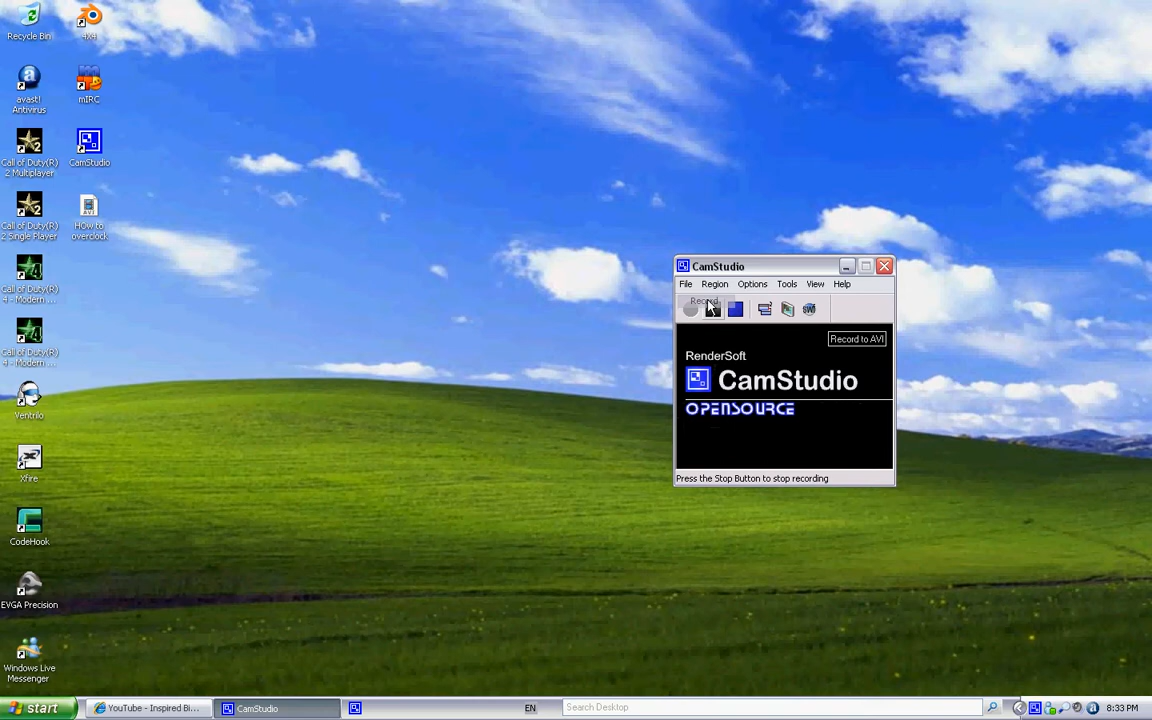 Recycle Bin
4X4
avast!
Antivirus
mIRC
Call of Duty(R)
2 Multiplayer
CamStudio
Call of Duty(R)
2 Single Player
HOw to
overclock
Call of Duty(R)
4 - Modern ...
Call of Duty(R)
4 - Modern ...
Ventrilo
Xfire
CodeHook
EVGA Precision
Windows Live
Messenger
CamStudio
File Region Options Tools View Help
Record
Record to AVI
RenderSoft
CamStudio
OPENSOURCE
Press the Stop Button to stop recording
start
YouTube - Inspired Bi...
CamStudio
EN
Search Desktop
8:33 PM